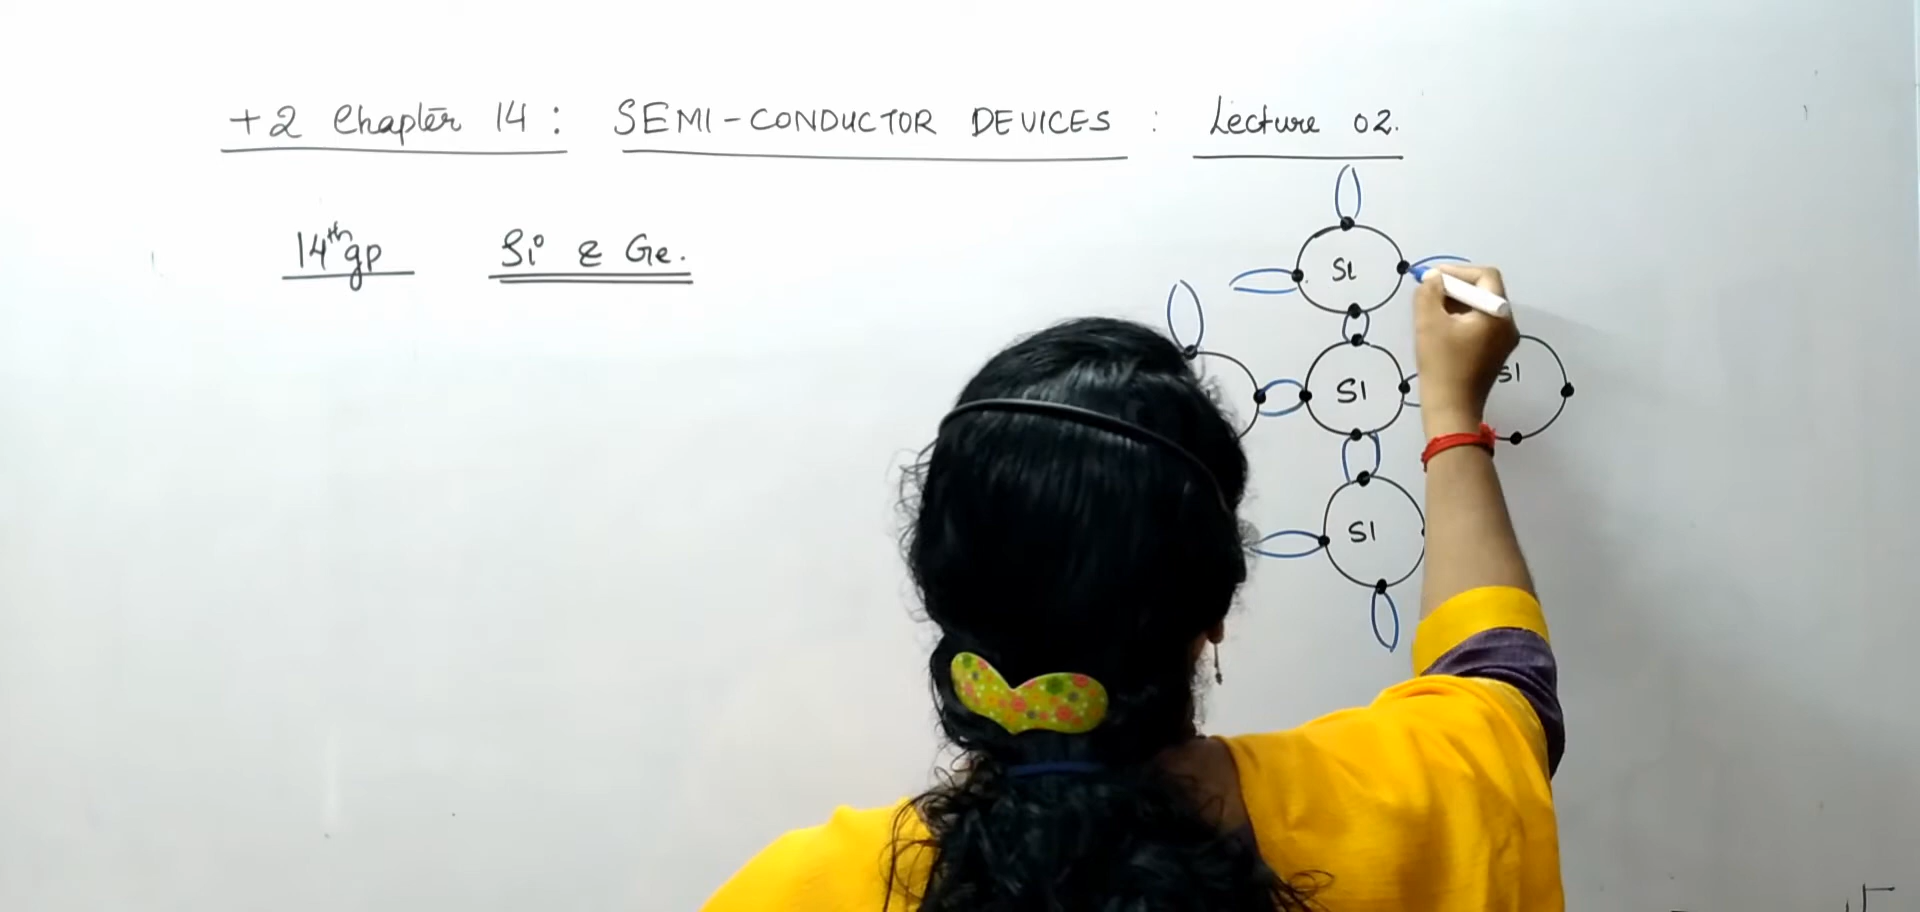 +2 Chapter 14 : SEMI-CONDUCTOR DEVICES : Lecture 02.
14th gp Si & Ge.
Si
Si Si
Si